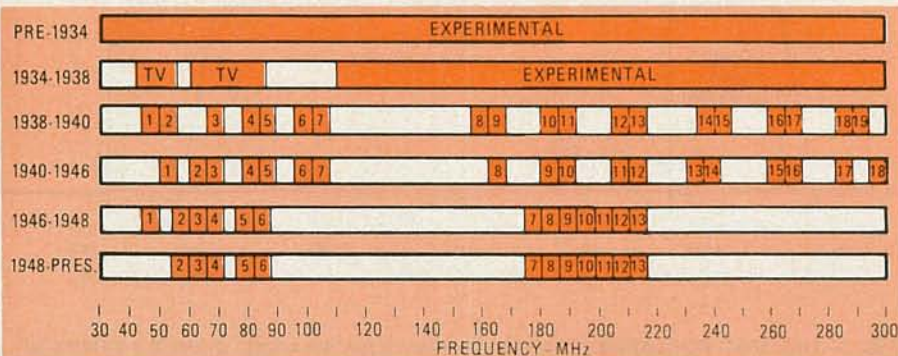 PRE-1934 EXPERIMENTAL
1934-1938 TV TV EXPERIMENTAL
1938-1940 1 2 3 4 5 6 7 8 9 10 11 12 13 14 15 16 17 18 19
1940-1946 1 2 3 4 5 6 7 8 9 10 11 12 13 14 15 16 17 18
1946-1948 1 2 3 4 5 6 7 8 9 10 11 12 13
1948-PRES. 2 3 4 5 6 7 8 9 10 11 12 13
30 40 50 60 70 80 90 100 120 140 160 180 200 220 240 260 270 280 300
FREQUENCY-MHz